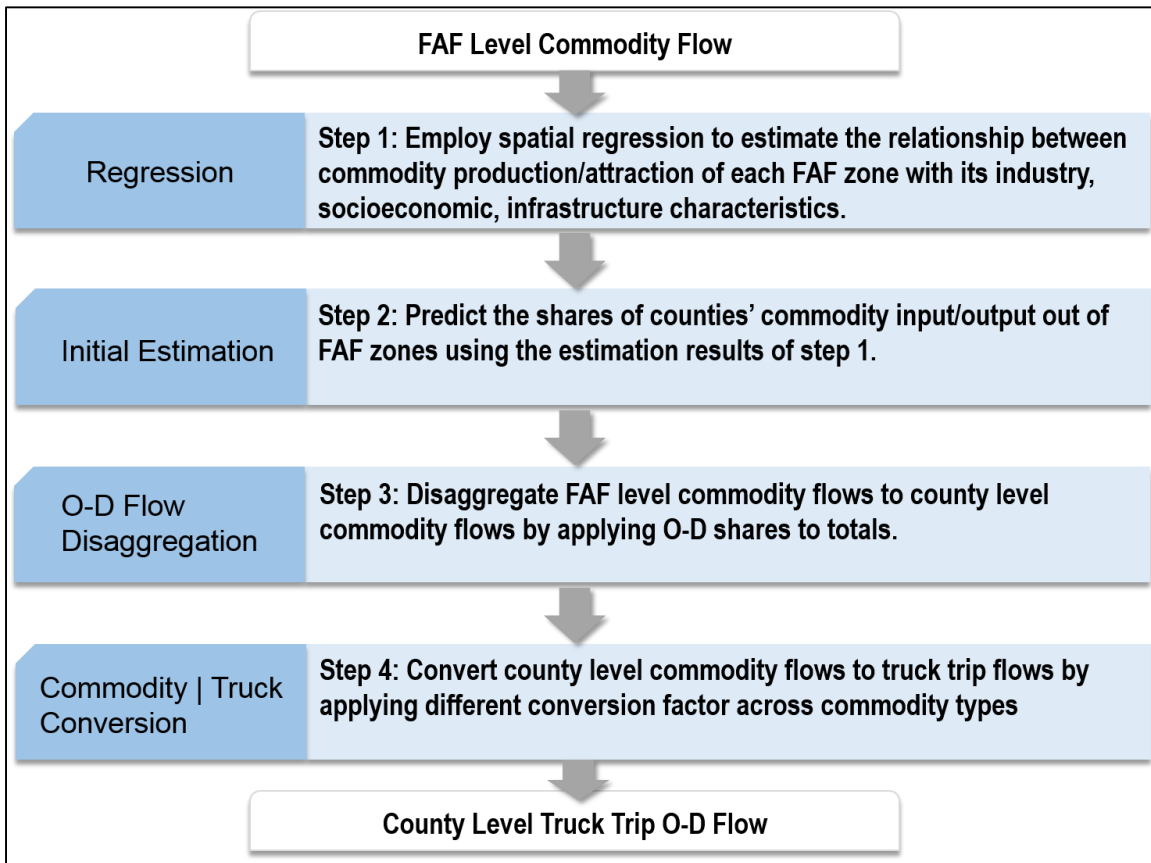 FAF Level Commodity Flow
Regression
Step 1: Employ spatial regression to estimate the relationship between
commodity production/attraction of each FAF zone with its industry,
socioeconomic, infrastructure characteristics.
Initial Estimation
Step 2: Predict the shares of counties’ commodity input/output out of
FAF zones using the estimation results of step 1.
O-D Flow
Disaggregation
Step 3: Disaggregate FAF level commodity flows to county level
commodity flows by applying O-D shares to totals.
Commodity | Truck
Conversion
Step 4: Convert county level commodity flows to truck trip flows by
applying different conversion factor across commodity types
County Level Truck Trip O-D Flow